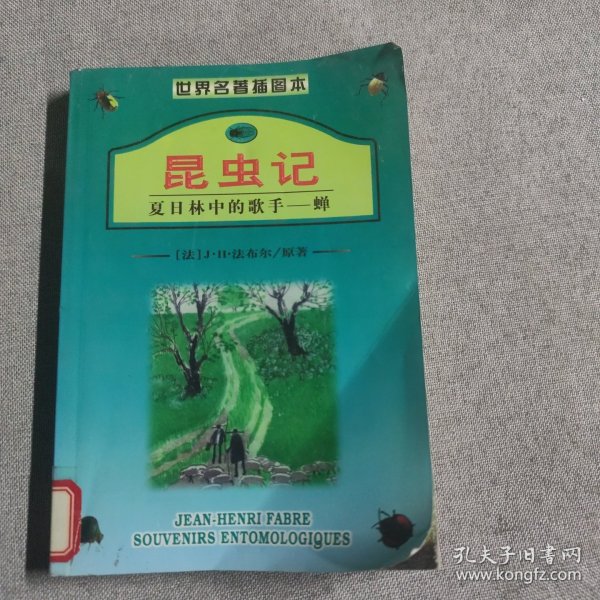 世界名著插图本
昆虫记
夏日林中的歌手——蝉
[法]J·H·法布尔/原著
JEAN-HENRI FABRE
SOUVENIRS ENTOMOLOGIQUES
孔夫子旧书网
www.kongfz.com